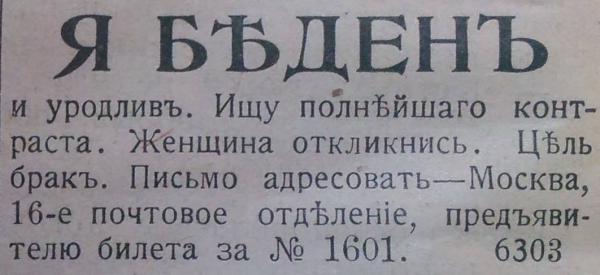 Я БѢДЕНЪ
и уродливъ. Ищу полнѣйшаго конт-
раста. Женщина откликнись. Цѣль
бракъ. Письмо адресовать—Москва,
16-е почтовое отдѣленіе, предъяви-
телю билета за № 1601. 6303